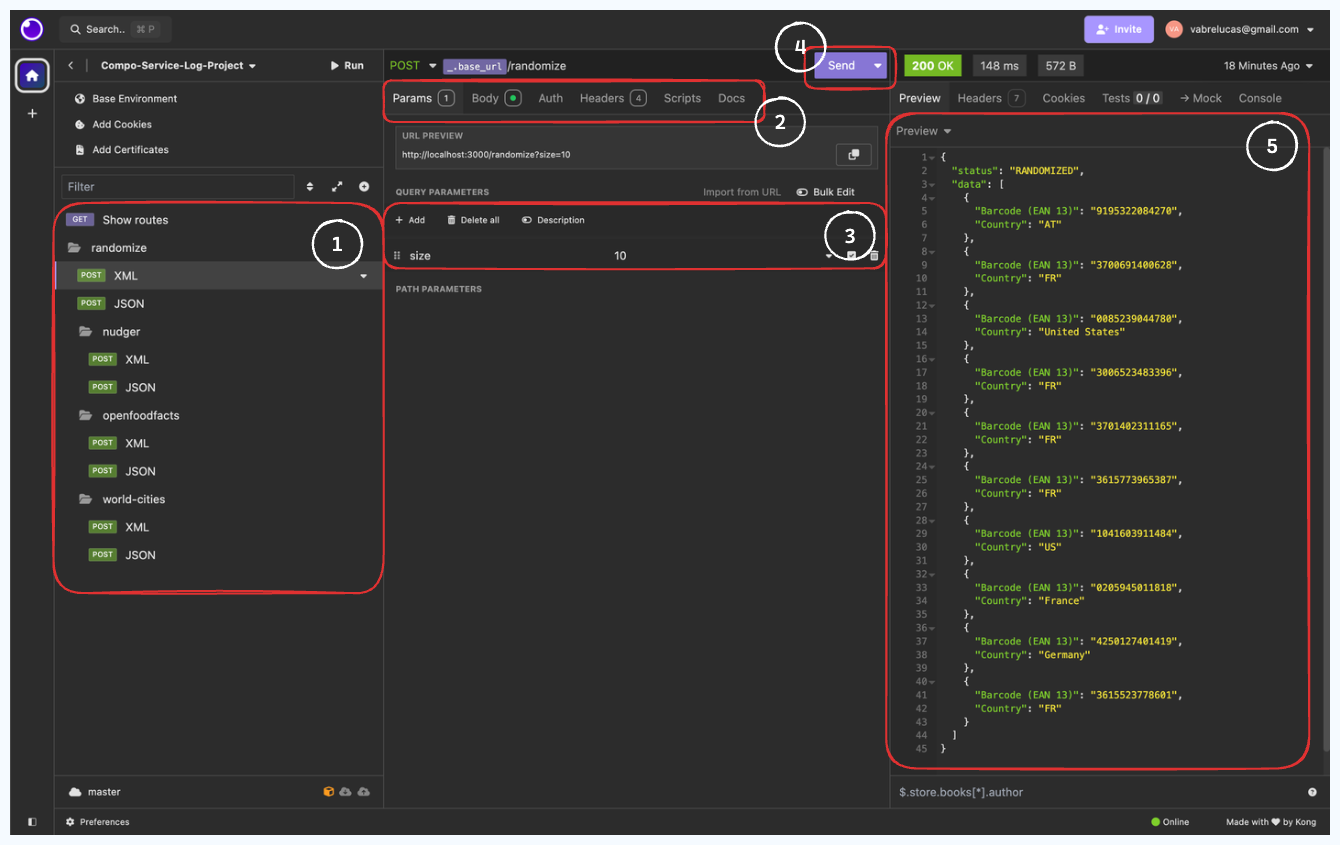 Search.. ⌘ P
Invite
VA vabrelucas@gmail.com
Compo-Service-Log-Project
Run
Base Environment
Add Cookies
Add Certificates
Filter
GET Show routes
randomize
POST XML
POST JSON
nudger
POST XML
POST JSON
openfoodfacts
POST XML
POST JSON
world-cities
POST XML
POST JSON
1
master
Preferences
POST _.base_url/randomize
4
Send
Params 1 Body Auth Headers 4 Scripts Docs
2
URL PREVIEW
http://localhost:3000/randomize?size=10
QUERY PARAMETERS Import from URL Bulk Edit
+ Add Delete all Description
3
size 10
PATH PARAMETERS
200 OK 148 ms 572 B 18 Minutes Ago
Preview Headers 7 Cookies Tests 0 / 0 → Mock Console
Preview
5
1 {
2 "status": "RANDOMIZED",
3 "data": [
4 {
5 "Barcode (EAN 13)": "9195322084270",
6 "Country": "AT"
7 },
8 {
9 "Barcode (EAN 13)": "3700691400628",
10 "Country": "FR"
11 },
12 {
13 "Barcode (EAN 13)": "0085239044780",
14 "Country": "United States"
15 },
16 {
17 "Barcode (EAN 13)": "3006523483396",
18 "Country": "FR"
19 },
20 {
21 "Barcode (EAN 13)": "3701402311165",
22 "Country": "FR"
23 },
24 {
25 "Barcode (EAN 13)": "3615773965387",
26 "Country": "FR"
27 },
28 {
29 "Barcode (EAN 13)": "1041603911484",
30 "Country": "US"
31 },
32 {
33 "Barcode (EAN 13)": "0205945011818",
34 "Country": "France"
35 },
36 {
37 "Barcode (EAN 13)": "4250127401419",
38 "Country": "Germany"
39 },
40 {
41 "Barcode (EAN 13)": "3615523778601",
42 "Country": "FR"
43 }
44 ]
45 }
$.store.books[*].author
Online
Made with ♥ by Kong